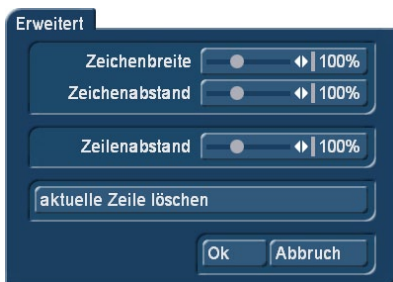 Erweitert
Zeichenbreite 100%
Zeichenabstand 100%
Zeilenabstand 100%
aktuelle Zeile löschen
Ok Abbruch